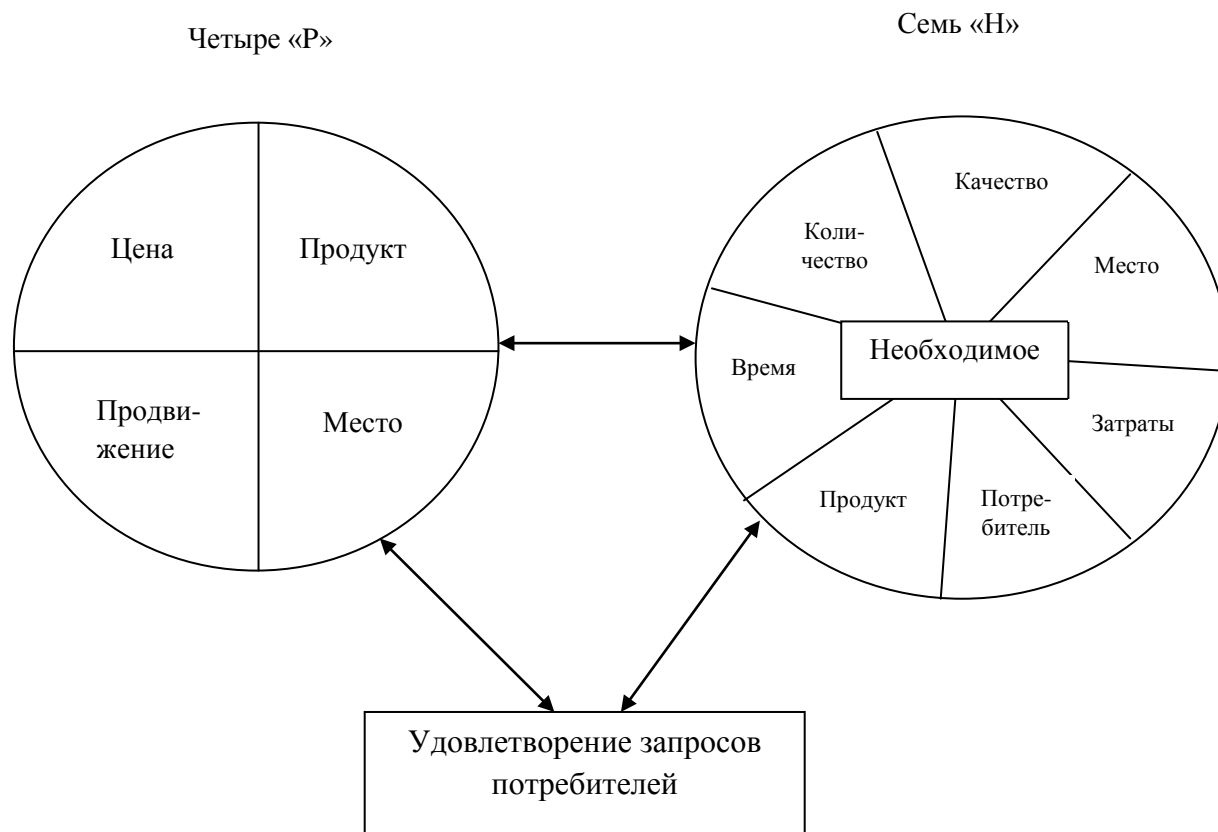 Четыре «Р»
Семь «Н»
Цена
Продукт
Продви-
жение
Место
Качество
Коли-
чество
Место
Необходимое
Время
Затраты
Продукт
Потре-
битель
Удовлетворение запросов
потребителей